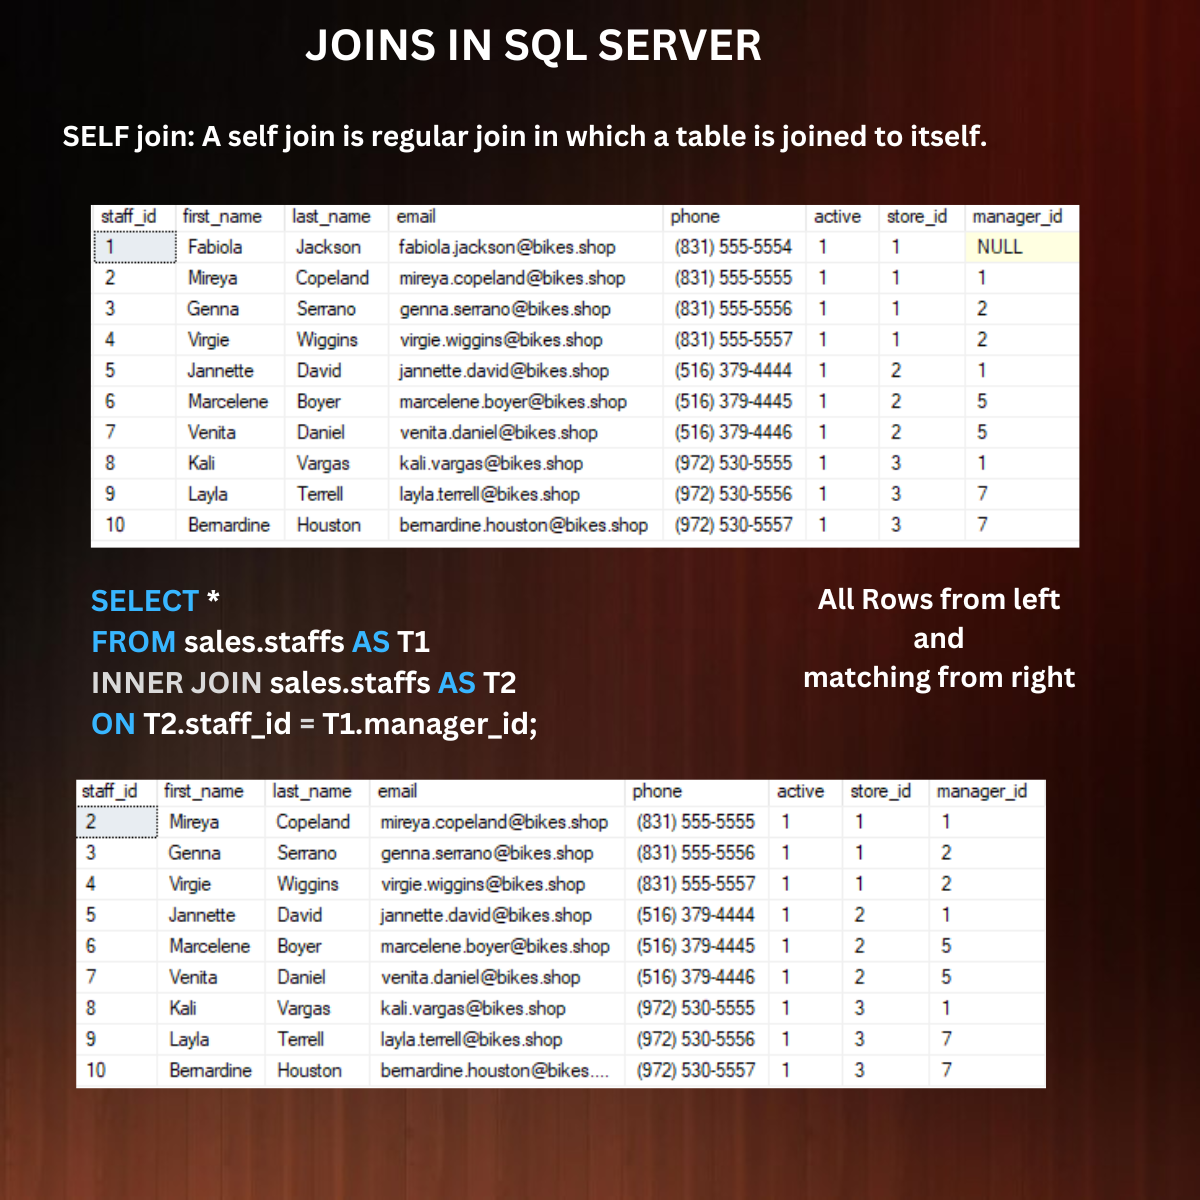 JOINS IN SQL SERVER
SELF join: A self join is regular join in which a table is joined to itself.
staff_id first_name last_name email phone active store_id manager_id
1 Fabiola Jackson fabiola.jackson@bikes.shop (831) 555-5554 1 1 NULL
2 Mireya Copeland mireya.copeland@bikes.shop (831) 555-5555 1 1 1
3 Genna Serrano genna.serrano@bikes.shop (831) 555-5556 1 1 2
4 Virgie Wiggins virgie.wiggins@bikes.shop (831) 555-5557 1 1 2
5 Jannette David jannette.david@bikes.shop (516) 379-4444 1 2 1
6 Marcelene Boyer marcelene.boyer@bikes.shop (516) 379-4445 1 2 5
7 Venita Daniel venita.daniel@bikes.shop (516) 379-4446 1 2 5
8 Kali Vargas kali.vargas@bikes.shop (972) 530-5555 1 3 1
9 Layla Terrell layla.terrell@bikes.shop (972) 530-5556 1 3 7
10 Bernardine Houston bernardine.houston@bikes.shop (972) 530-5557 1 3 7
SELECT *
FROM sales.staffs AS T1
INNER JOIN sales.staffs AS T2
ON T2.staff_id = T1.manager_id;
All Rows from left
and
matching from right
staff_id first_name last_name email phone active store_id manager_id
2 Mireya Copeland mireya.copeland@bikes.shop (831) 555-5555 1 1 1
3 Genna Serrano genna.serrano@bikes.shop (831) 555-5556 1 1 2
4 Virgie Wiggins virgie.wiggins@bikes.shop (831) 555-5557 1 1 2
5 Jannette David jannette.david@bikes.shop (516) 379-4444 1 2 1
6 Marcelene Boyer marcelene.boyer@bikes.shop (516) 379-4445 1 2 5
7 Venita Daniel venita.daniel@bikes.shop (516) 379-4446 1 2 5
8 Kali Vargas kali.vargas@bikes.shop (972) 530-5555 1 3 1
9 Layla Terrell layla.terrell@bikes.shop (972) 530-5556 1 3 7
10 Bernardine Houston bernardine.houston@bikes.... (972) 530-5557 1 3 7